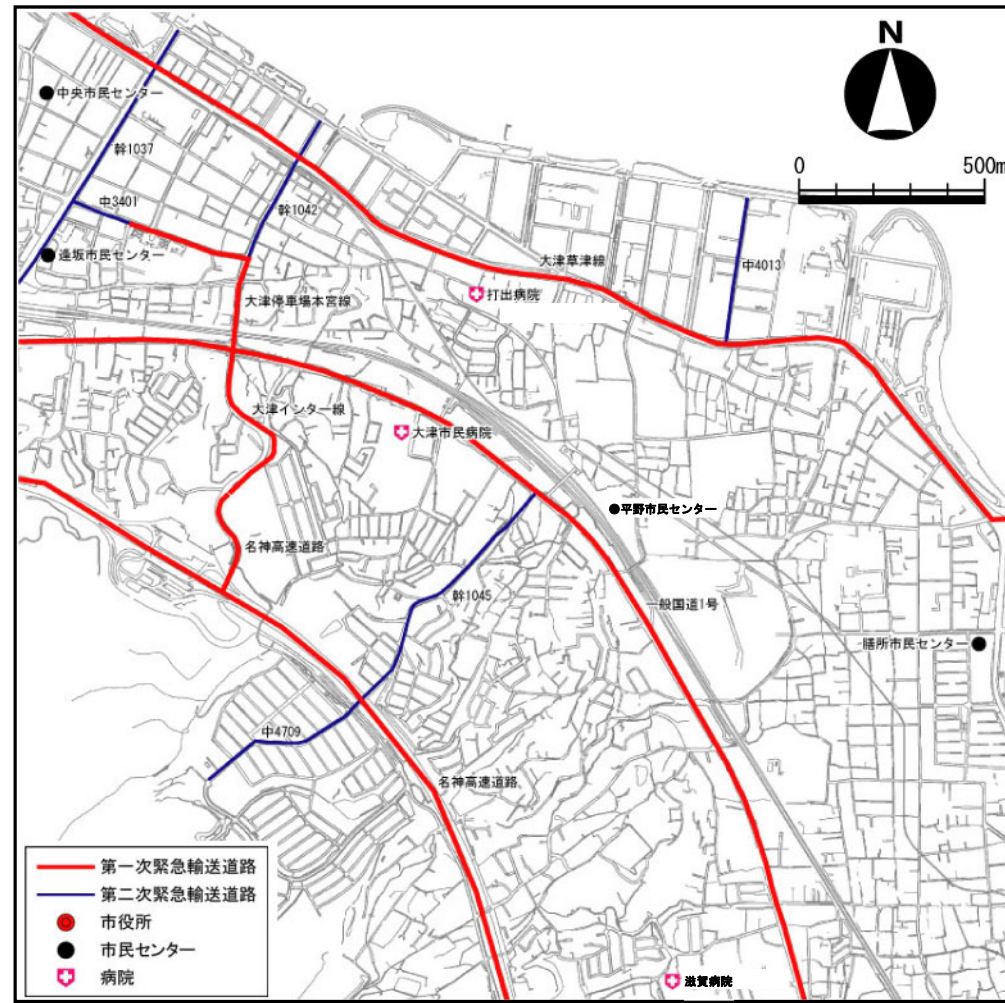 N
0 500m
中央市民センター
幹1037
中3401
幹1042
逢坂市民センター
大津草津線
中4013
打出病院
大津停車場本宮線
大津インター線
大津市民病院
平野市民センター
名神高速道路
幹1045
一般国道1号
膳所市民センター
中4709
名神高速道路
第一次緊急輸送道路
第二次緊急輸送道路
市役所
市民センター
病院
滋賀病院